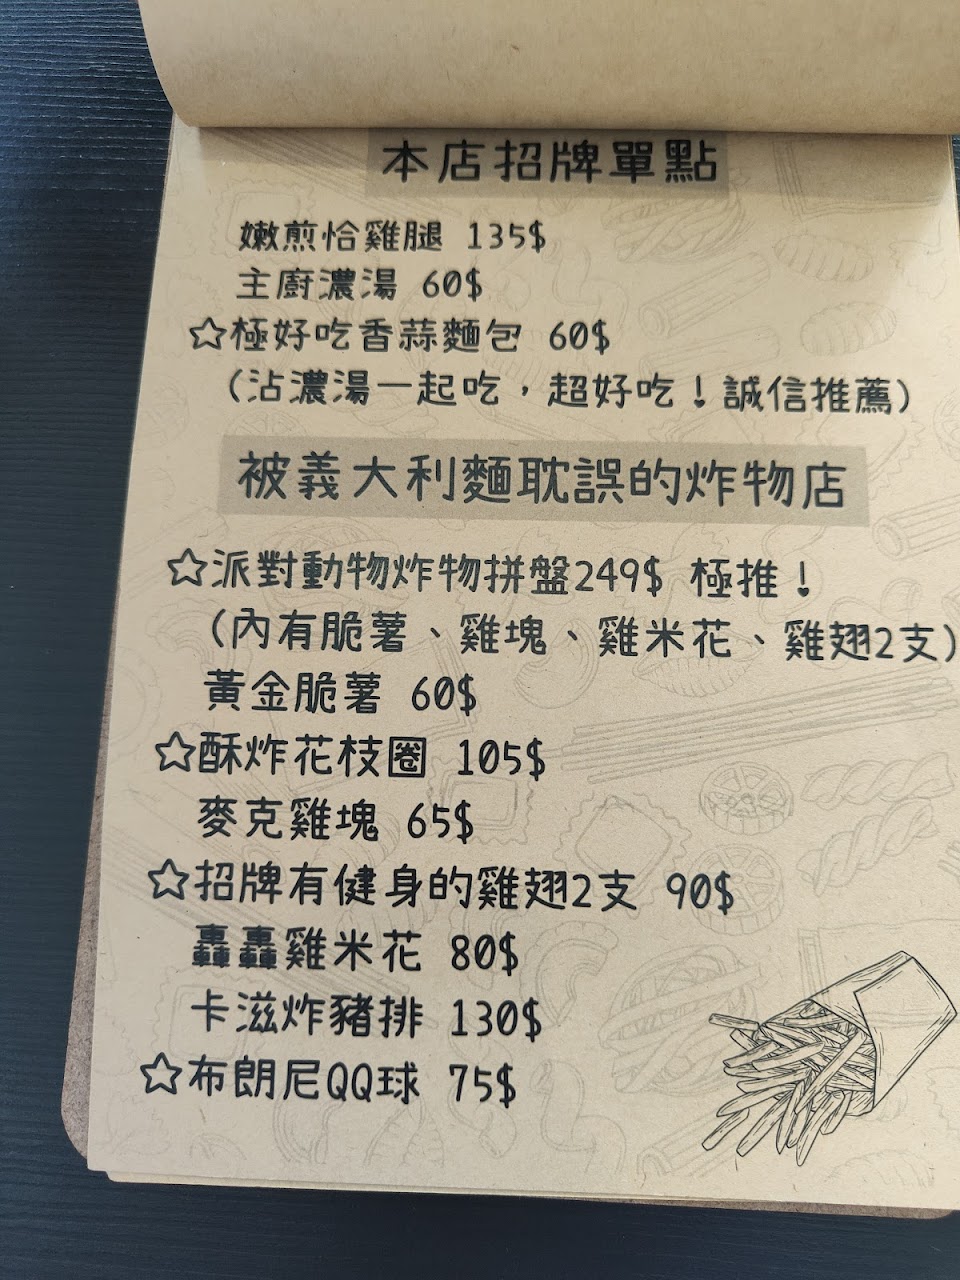 本店招牌單點
嫩煎恰雞腿 135$
主廚濃湯 60$
☆極好吃香蒜麵包 60$
(沾濃湯一起吃，超好吃！誠信推薦)
被義大利麵耽誤的炸物店
☆派對動物炸物拼盤249$ 極推！
(內有脆薯、雞塊、雞米花、雞翅2支)
黃金脆薯 60$
☆酥炸花枝圈 105$
麥克雞塊 65$
☆招牌有健身的雞翅2支 90$
轟轟雞米花 80$
卡滋炸豬排 130$
☆布朗尼QQ球 75$